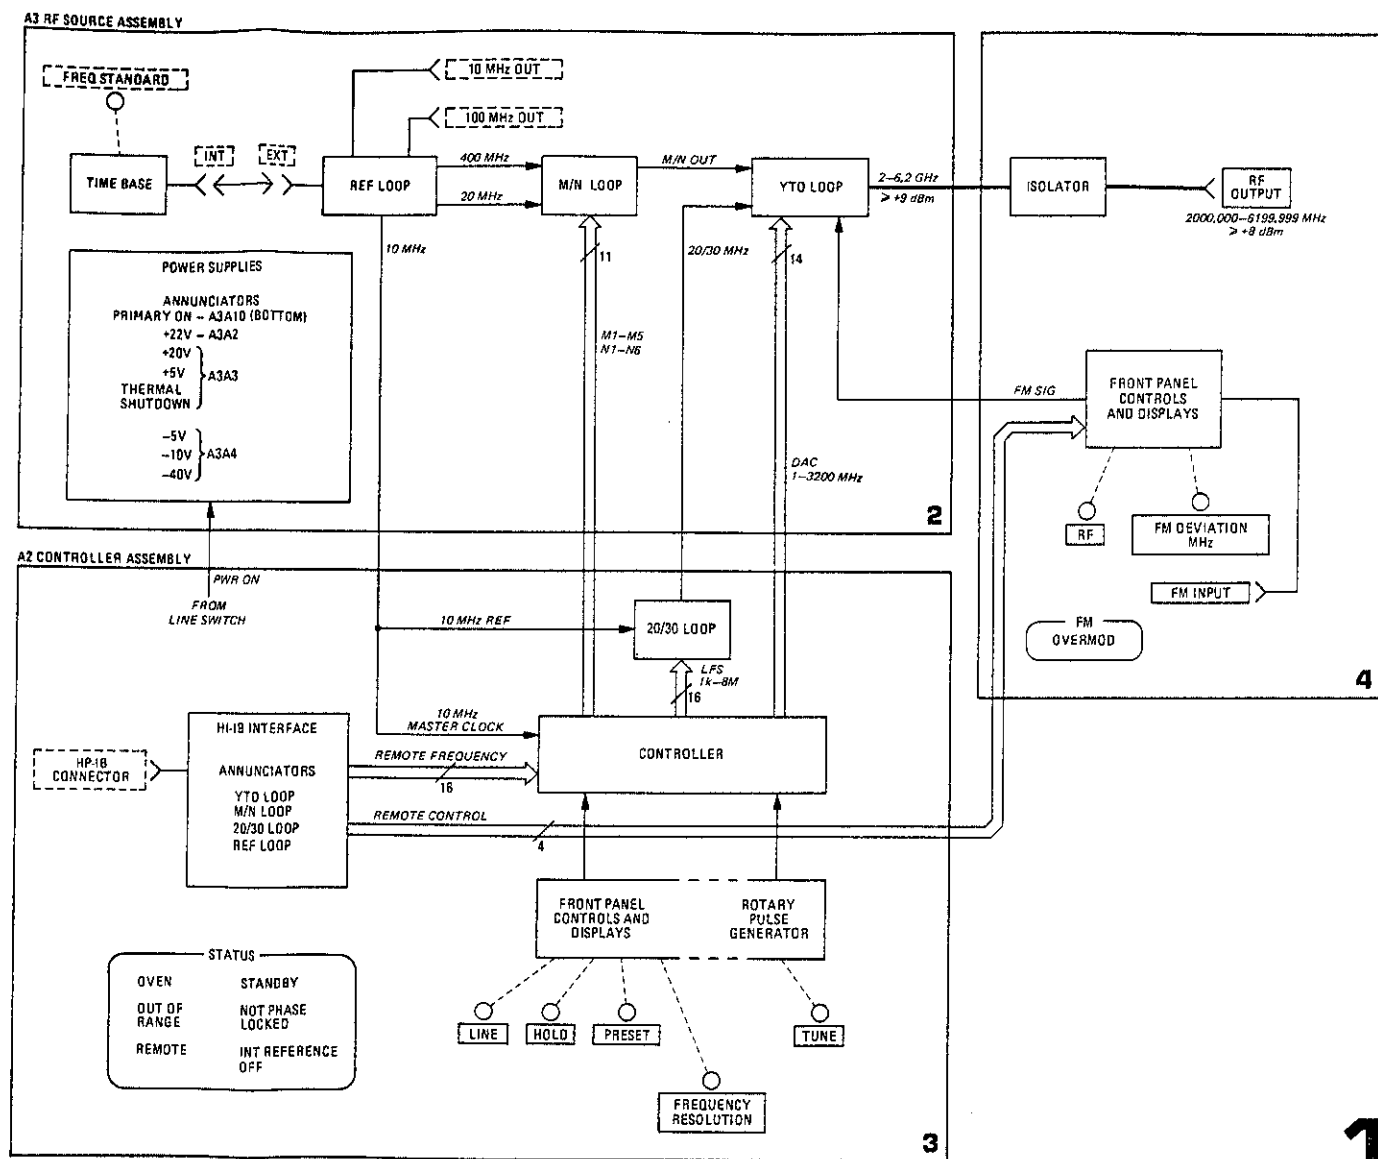 A3 RF SOURCE ASSEMBLY
FREQ STANDARD
10 MHz OUT
100 MHz OUT
INT
EXT
TIME BASE
REF LOOP
400 MHz
20 MHz
M/N LOOP
M/N OUT
YTO LOOP
2–6.2 GHz
≥ +9 dBm
ISOLATOR
RF
OUTPUT
2000.000–6199.999 MHz
≥ +8 dBm
10 MHz
11
20/30 MHz
14
POWER SUPPLIES
ANNUNCIATORS
PRIMARY ON – A3A10 (BOTTOM)
+22V – A3A2
+20V
+5V
A3A3
THERMAL
SHUTDOWN
–5V
–10V
A3A4
–40V
M1–M5
N1–N6
DAC
1–3200 MHz
FM SIG
FRONT PANEL
CONTROLS
AND DISPLAYS
RF
FM DEVIATION
MHz
FM INPUT
FM
OVERMOD
2
4
A2 CONTROLLER ASSEMBLY
PWR ON
FROM
LINE SWITCH
10 MHz REF
20/30 LOOP
LFS
1k–8M
16
10 MHz
MASTER CLOCK
CONTROLLER
HP-IB
CONNECTOR
HI-IB INTERFACE
ANNUNCIATORS
YTO LOOP
M/N LOOP
20/30 LOOP
REF LOOP
REMOTE FREQUENCY
16
REMOTE CONTROL
4
FRONT PANEL
CONTROLS AND
DISPLAYS
ROTARY
PULSE
GENERATOR
STATUS
OVEN STANDBY
OUT OF RANGE NOT PHASE LOCKED
REMOTE INT REFERENCE OFF
LINE
HOLD
PRESET
TUNE
FREQUENCY
RESOLUTION
3
1